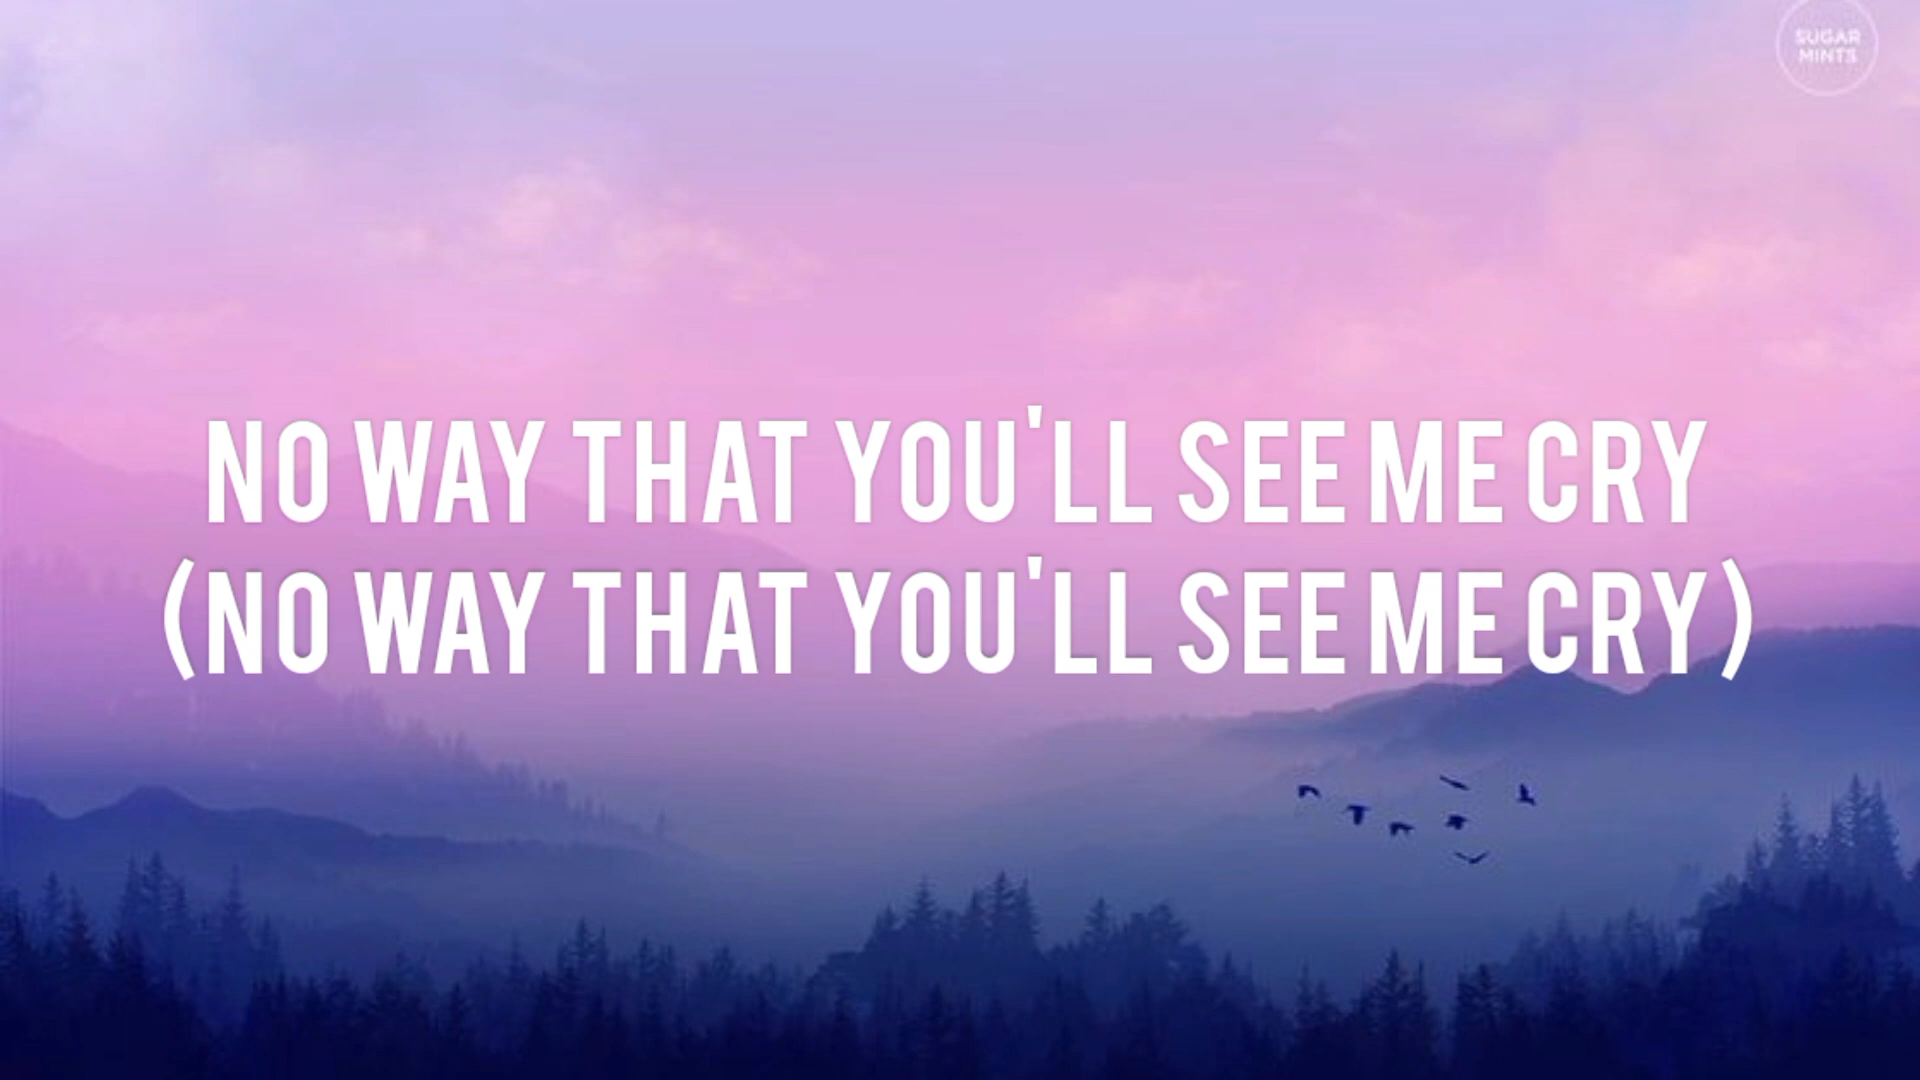 SUGAR
MINTS
NO WAY THAT YOU'LL SEE ME CRY
(NO WAY THAT YOU'LL SEE ME CRY)